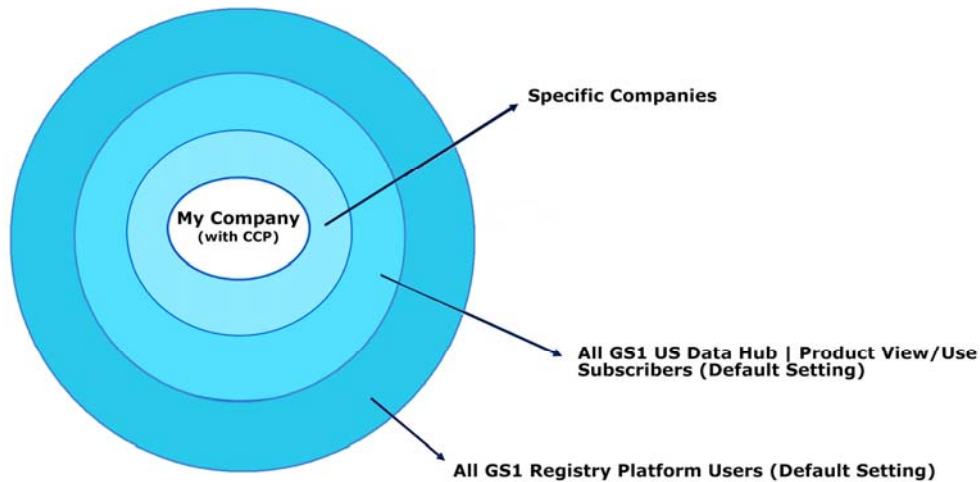 Specific Companies
My Company
(with CCP)
All GS1 US Data Hub | Product View/Use
Subscribers (Default Setting)
All GS1 Registry Platform Users (Default Setting)